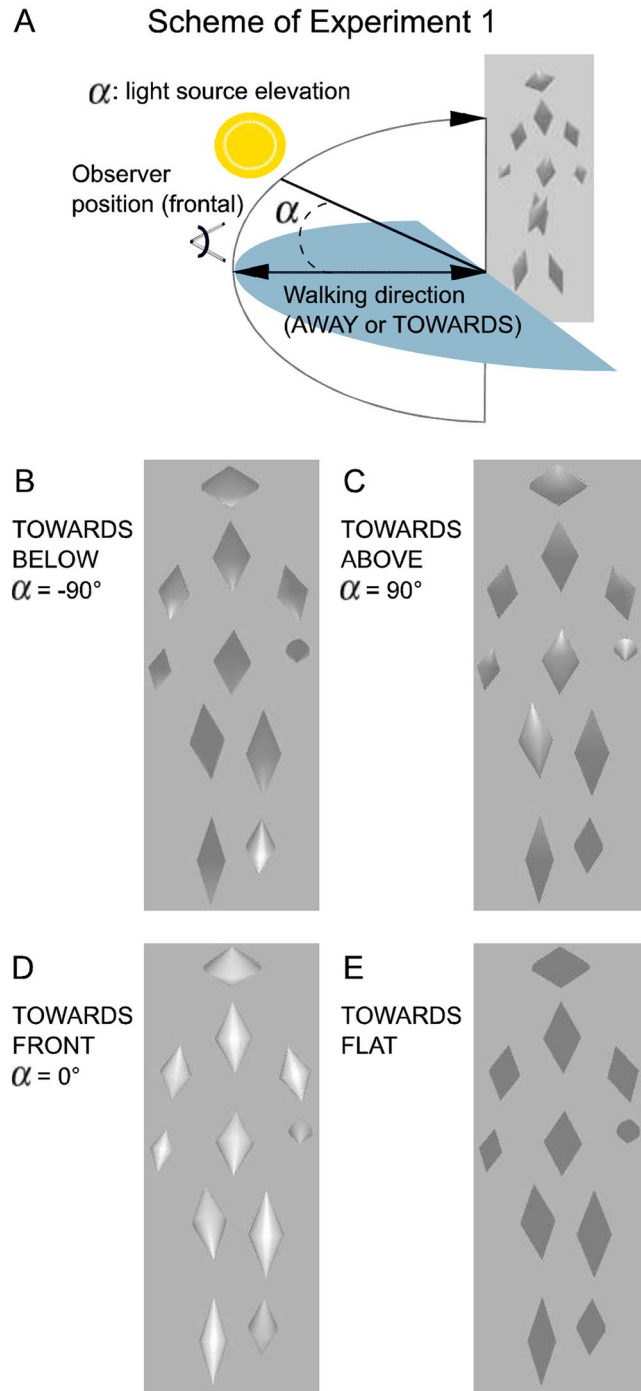 A
Scheme of Experiment 1
α: light source elevation
Observer
position (frontal)
α
Walking direction
(AWAY or TOWARDS)
B
TOWARDS
BELOW
α = -90°
C
TOWARDS
ABOVE
α = 90°
D
TOWARDS
FRONT
α = 0°
E
TOWARDS
FLAT